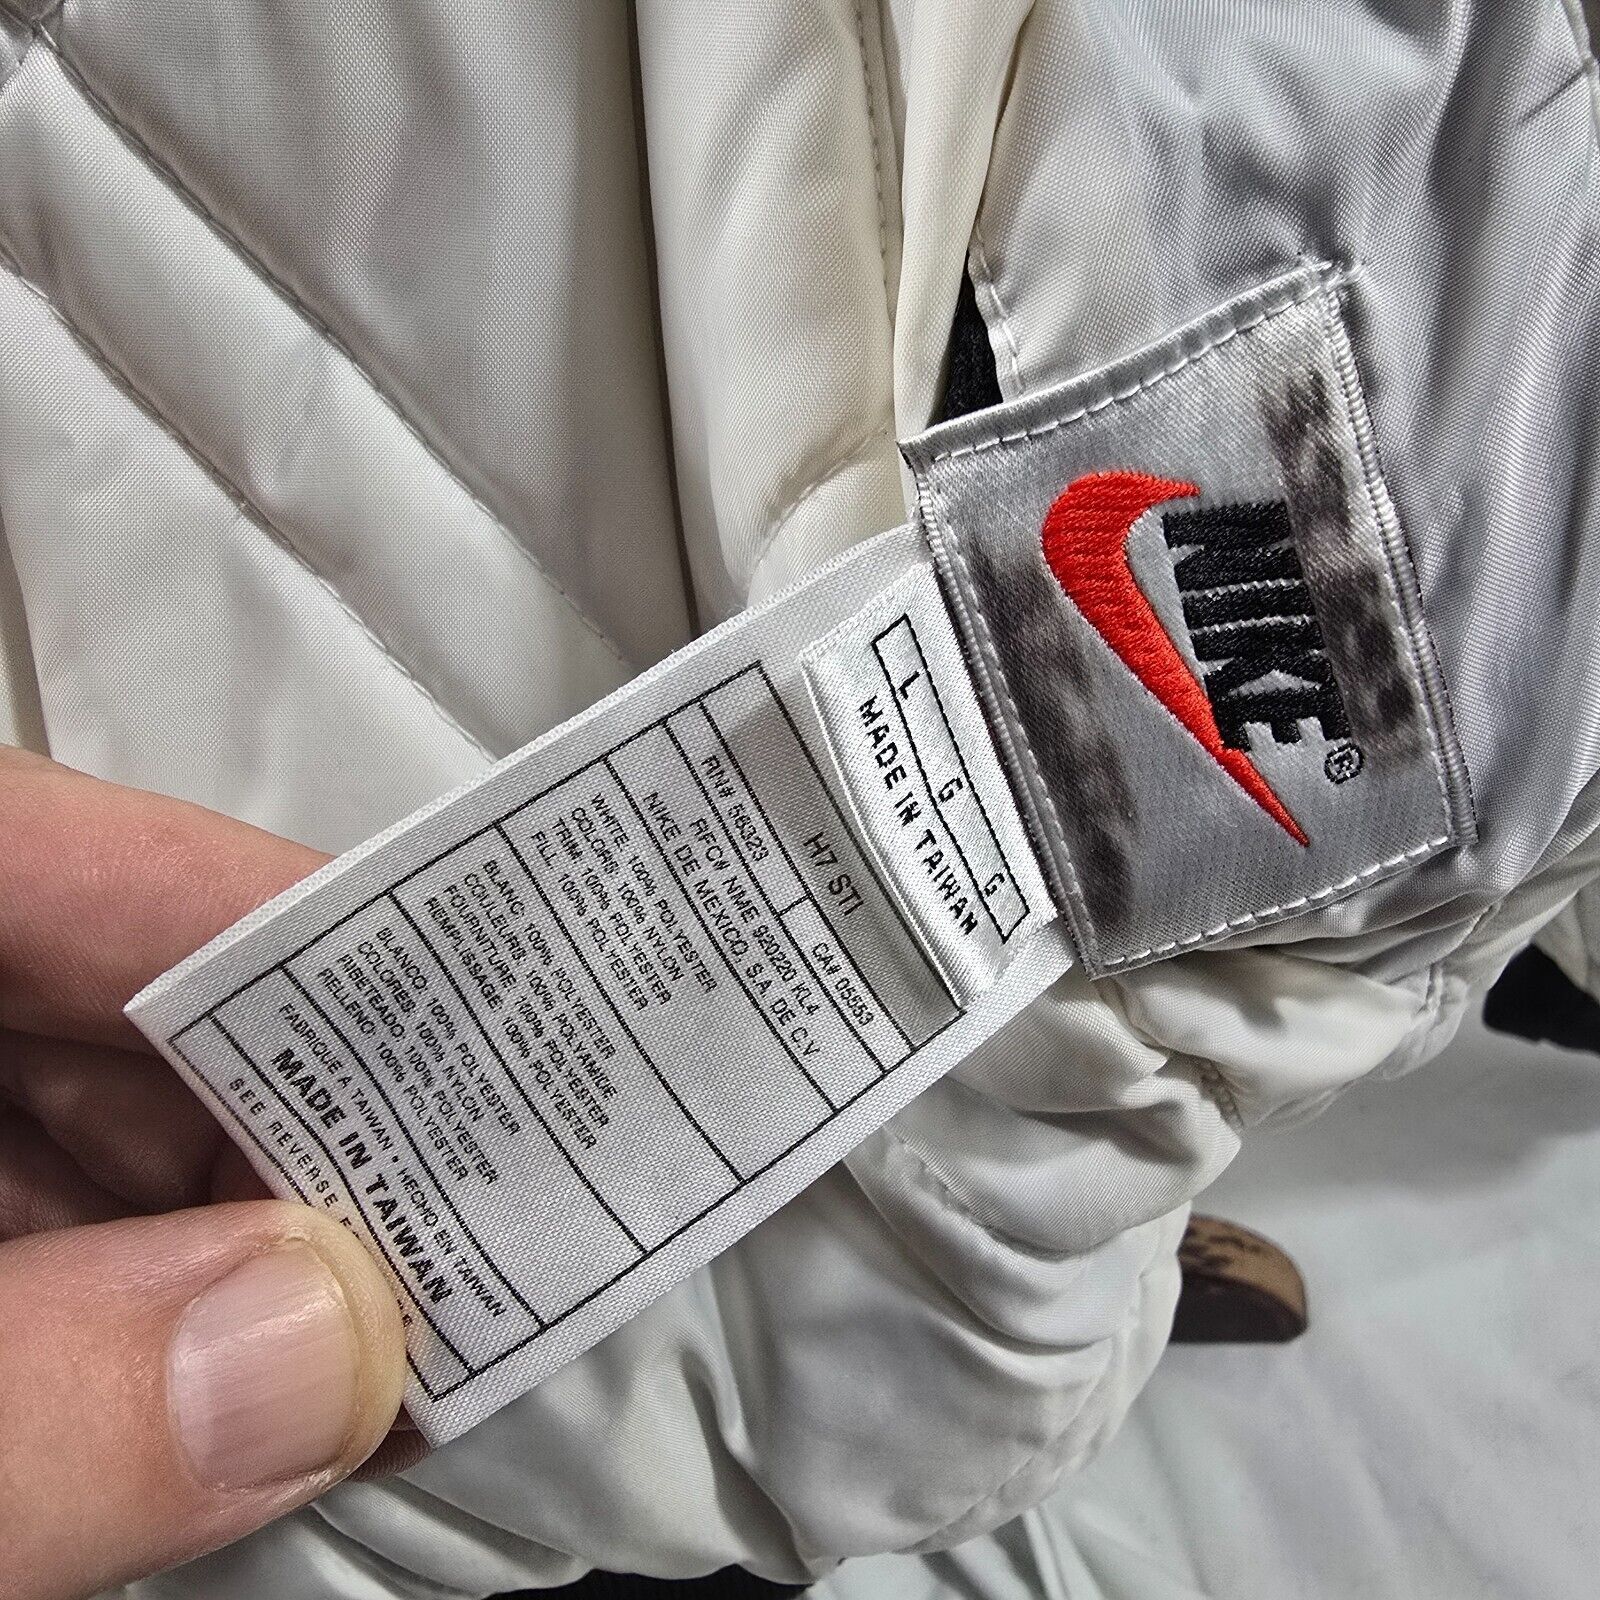 NIKE®
L G G
MADE IN TAIWAN
H7 STI
RN# 56323 CA# 05553
RFC# NME 920220 KL4
NIKE DE MEXICO, S.A. DE C.V.
WHITE: 100% POLYESTER
COLORS: 100% NYLON
TRIM: 100% POLYESTER
FILL: 100% POLYESTER
BLANC: 100% POLYESTER
COULEURS: 100% POLYAMIDE
FOURNITURE: 100% POLYESTER
REMPLISSAGE: 100% POLYESTER
BLANCO: 100% POLYESTER
COLORES: 100% NYLON
RIBETEADO: 100% POLYESTER
RELLENO: 100% POLYESTER
FABRIQUE A TAIWAN • HECHO EN TAIWAN
MADE IN TAIWAN
SEE REVERSE